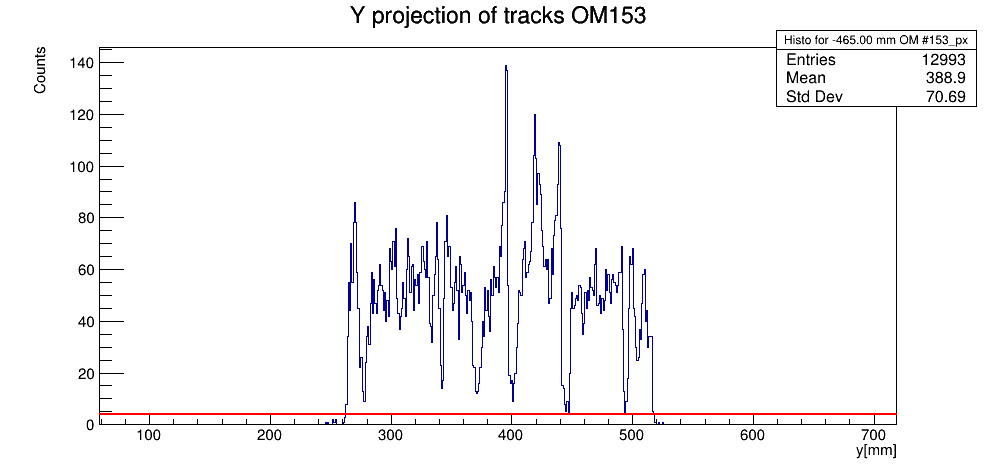 Y projection of tracks OM153
Histo for -465.00 mm OM #153_px
Entries 12993
Mean 388.9
Std Dev 70.69
Counts
140
120
100
80
60
40
20
0
100 200 300 400 500 600 700
y[mm]